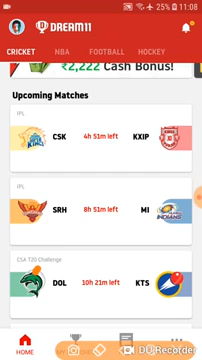 25% 11:08
DREAM11
CRICKET NBA FOOTBALL HOCKEY
₹2,222 Cash Bonus!
Upcoming Matches
IPL
CSK 4h 51m left KXIP
IPL
SRH 8h 51m left MI
INDIANS
CSA T20 Challenge
DOL 10h 21m left KTS
HOME
DU Recorder